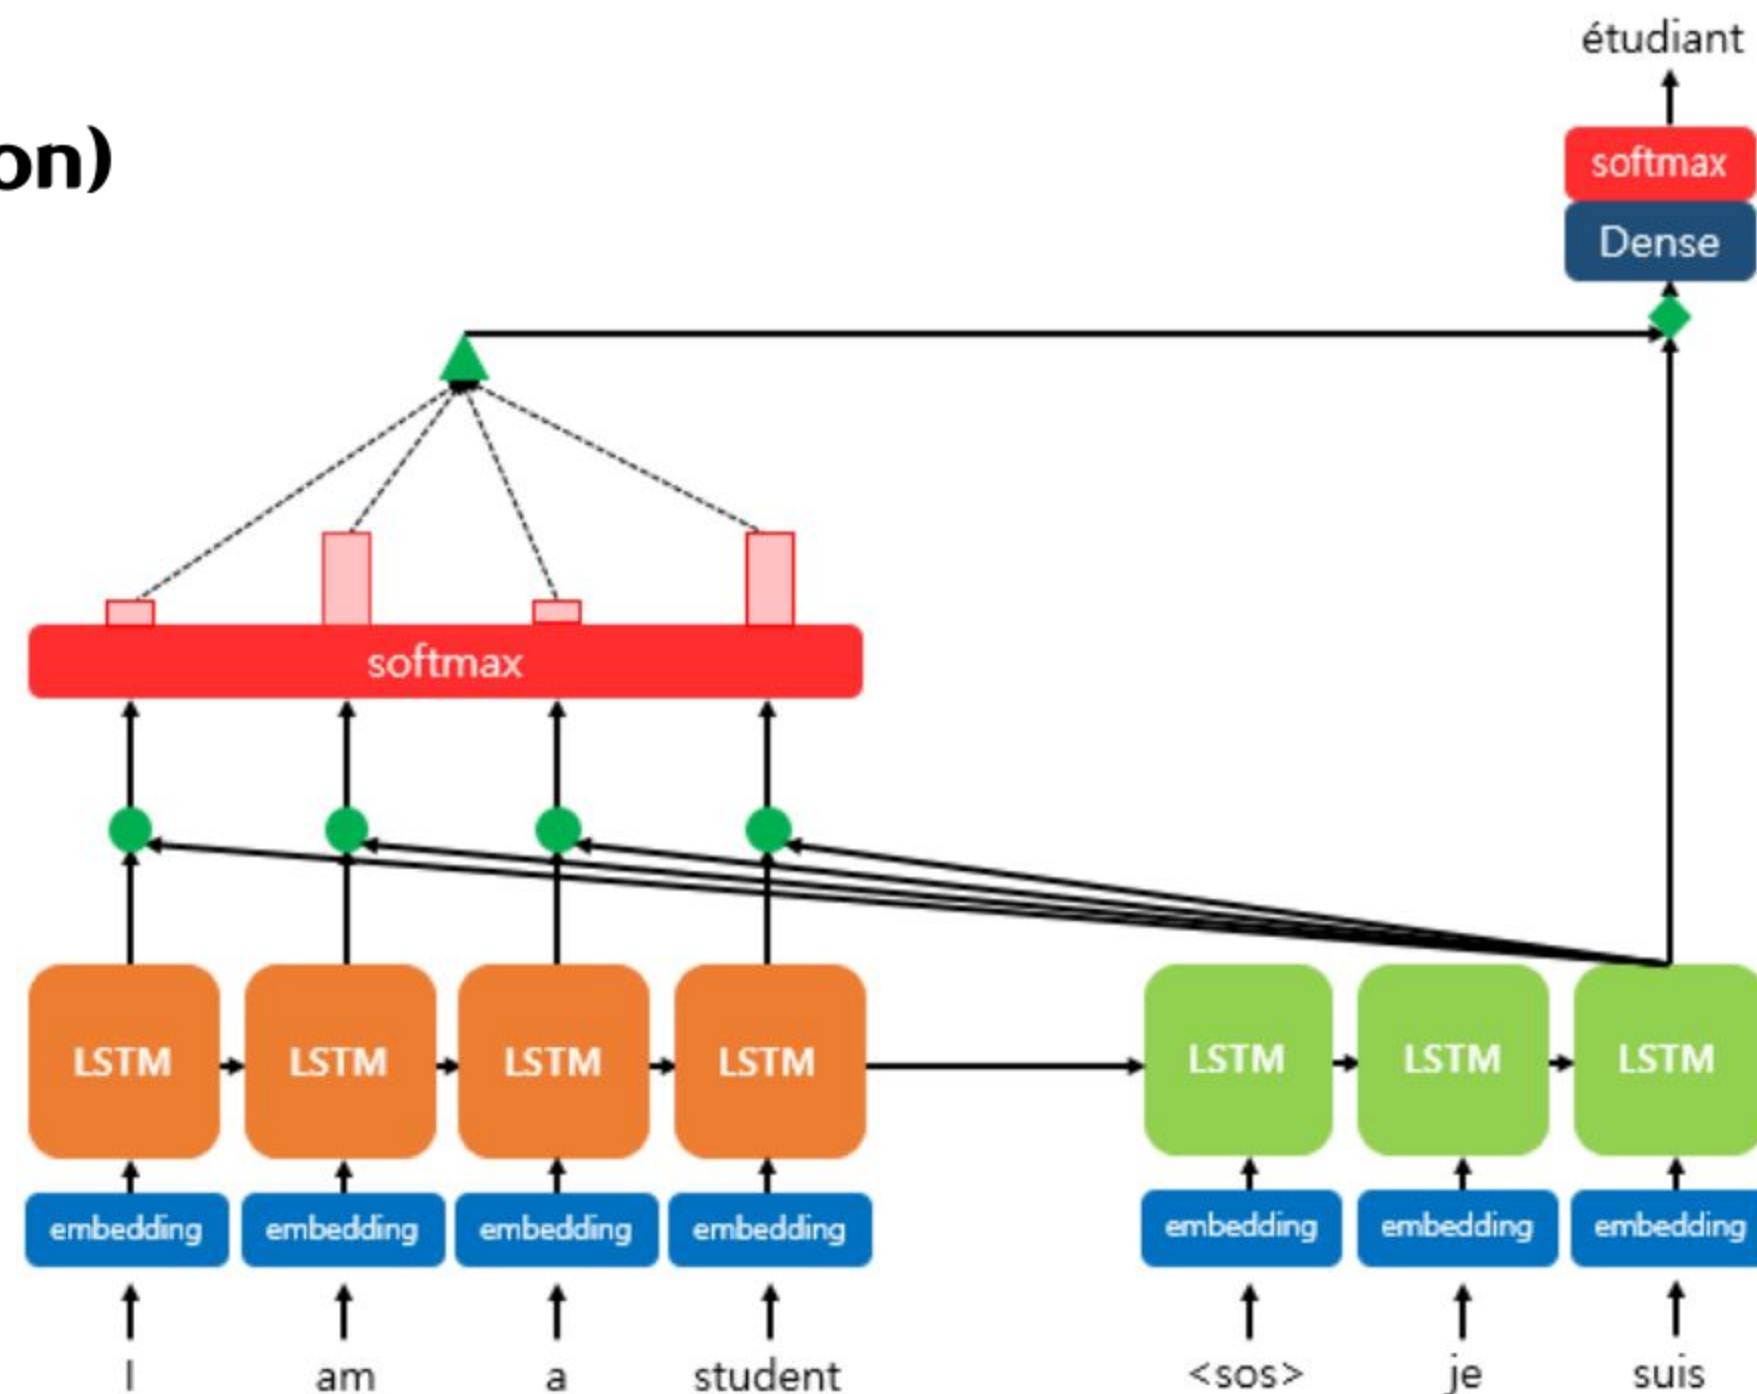 étudiant
on)
softmax
Dense
softmax
LSTM LSTM LSTM LSTM LSTM LSTM LSTM
embedding embedding embedding embedding embedding embedding embedding
I am a student <sos> je suis